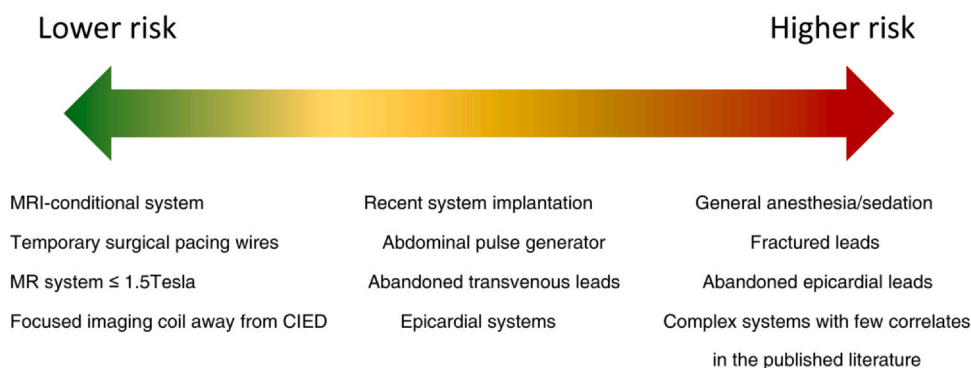 Lower risk
Higher risk
MRI-conditional system
Recent system implantation
General anesthesia/sedation
Temporary surgical pacing wires
Abdominal pulse generator
Fractured leads
MR system ≤ 1.5Tesla
Abandoned transvenous leads
Abandoned epicardial leads
Focused imaging coil away from CIED
Epicardial systems
Complex systems with few correlates
in the published literature